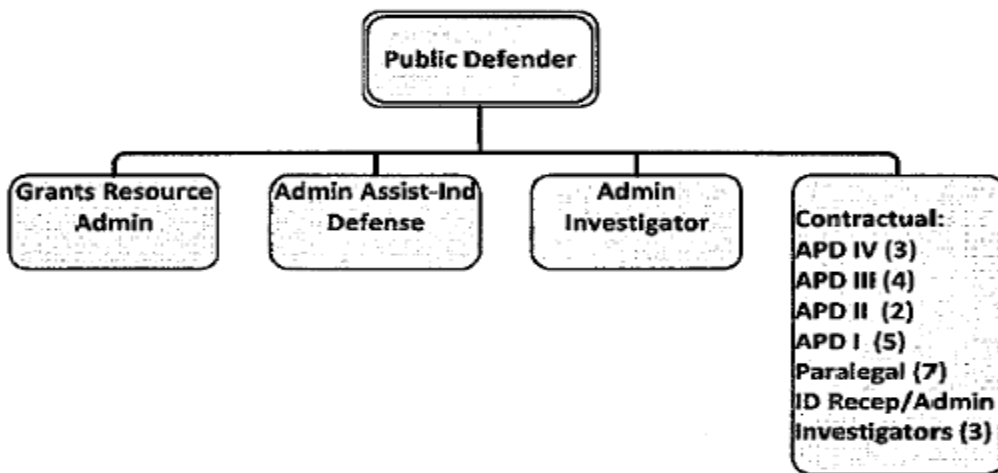 Public Defender
Grants Resource
Admin
Admin Assist-Ind
Defense
Admin
Investigator
Contractual:
APD IV (3)
APD III (4)
APD II (2)
APD I (5)
Paralegal (7)
ID Recep/Admin
Investigators (3)